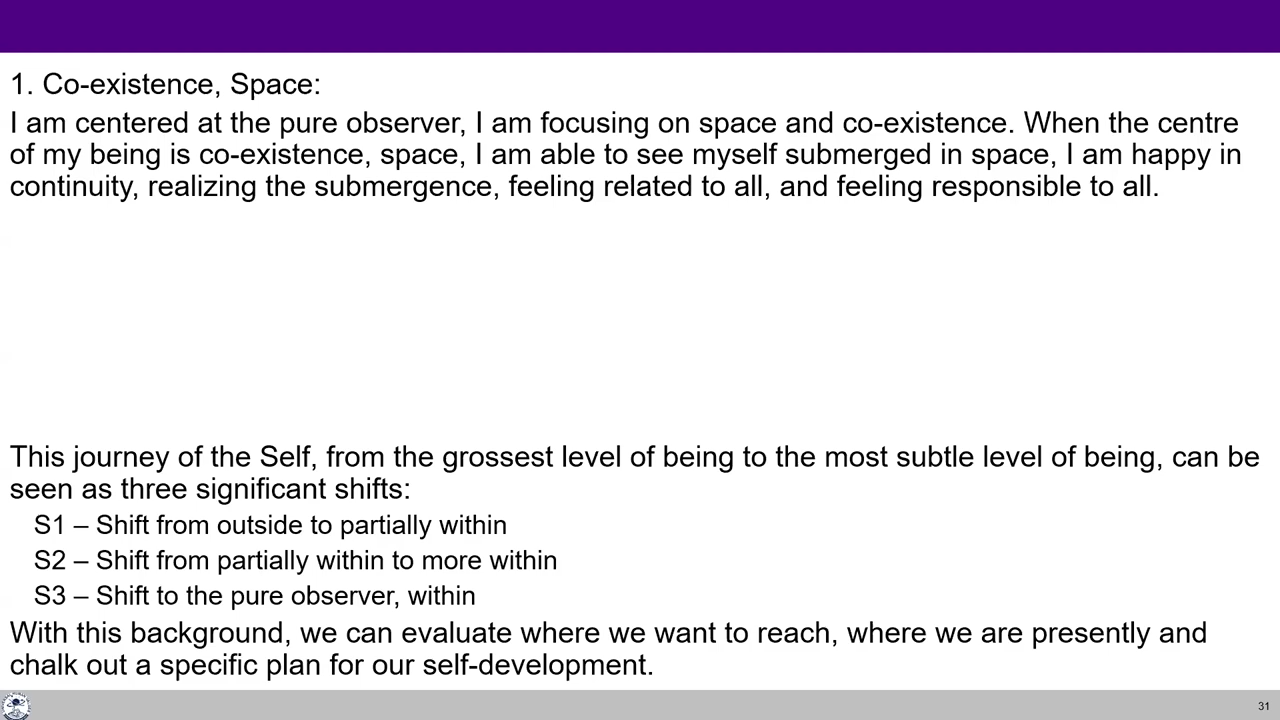 1. Co-existence, Space:
I am centered at the pure observer, I am focusing on space and co-existence. When the centre
of my being is co-existence, space, I am able to see myself submerged in space, I am happy in
continuity, realizing the submergence, feeling related to all, and feeling responsible to all.
This journey of the Self, from the grossest level of being to the most subtle level of being, can be
seen as three significant shifts:
S1 – Shift from outside to partially within
S2 – Shift from partially within to more within
S3 – Shift to the pure observer, within
With this background, we can evaluate where we want to reach, where we are presently and
chalk out a specific plan for our self-development.
31